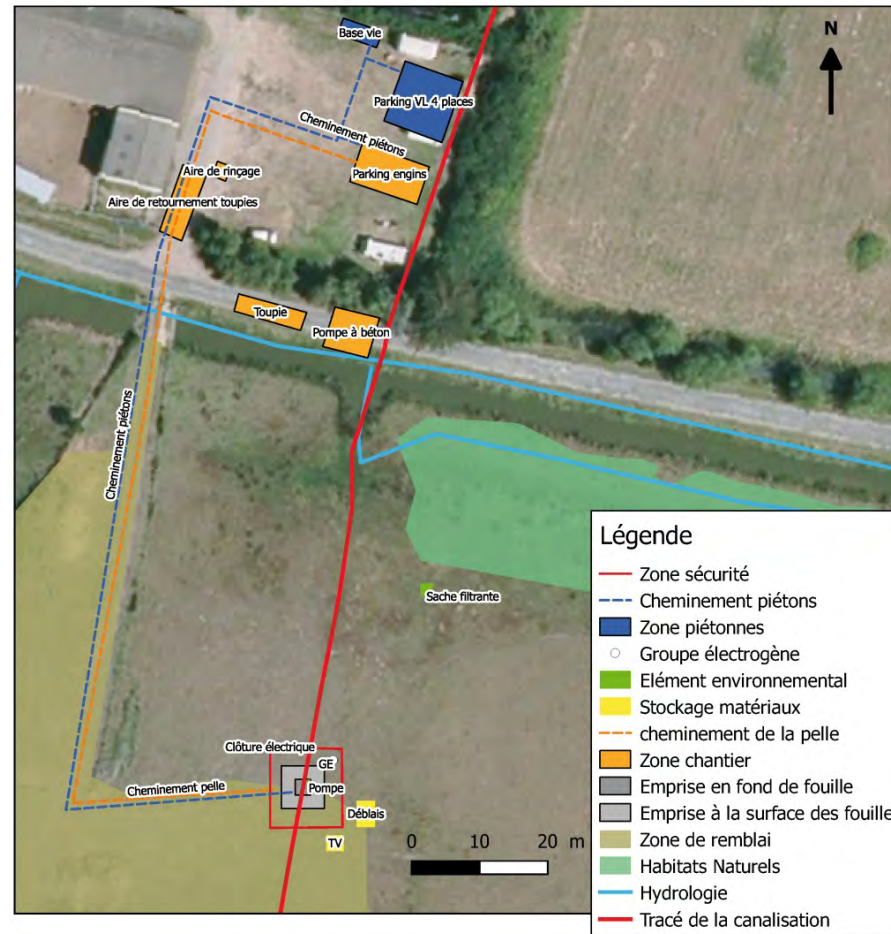 Base vie
N
Parking VL 4 places
Cheminement piétons
Aire de rinçage
Parking engins
Aire de retournement toupies
Toupie
Pompe à béton
Cheminement piétons
Légende
Zone sécurité
Cheminement piétons
Zone piétonnes
Groupe électrogène
Elément environnemental
Stockage matériaux
cheminement de la pelle
Zone chantier
Emprise en fond de fouille
Emprise à la surface des fouille
Zone de remblai
Habitats Naturels
Hydrologie
Tracé de la canalisation
Sache filtrante
Clôture électrique
GE
Cheminement pelle
Pompe
Déblais
TV
0 10 20 m